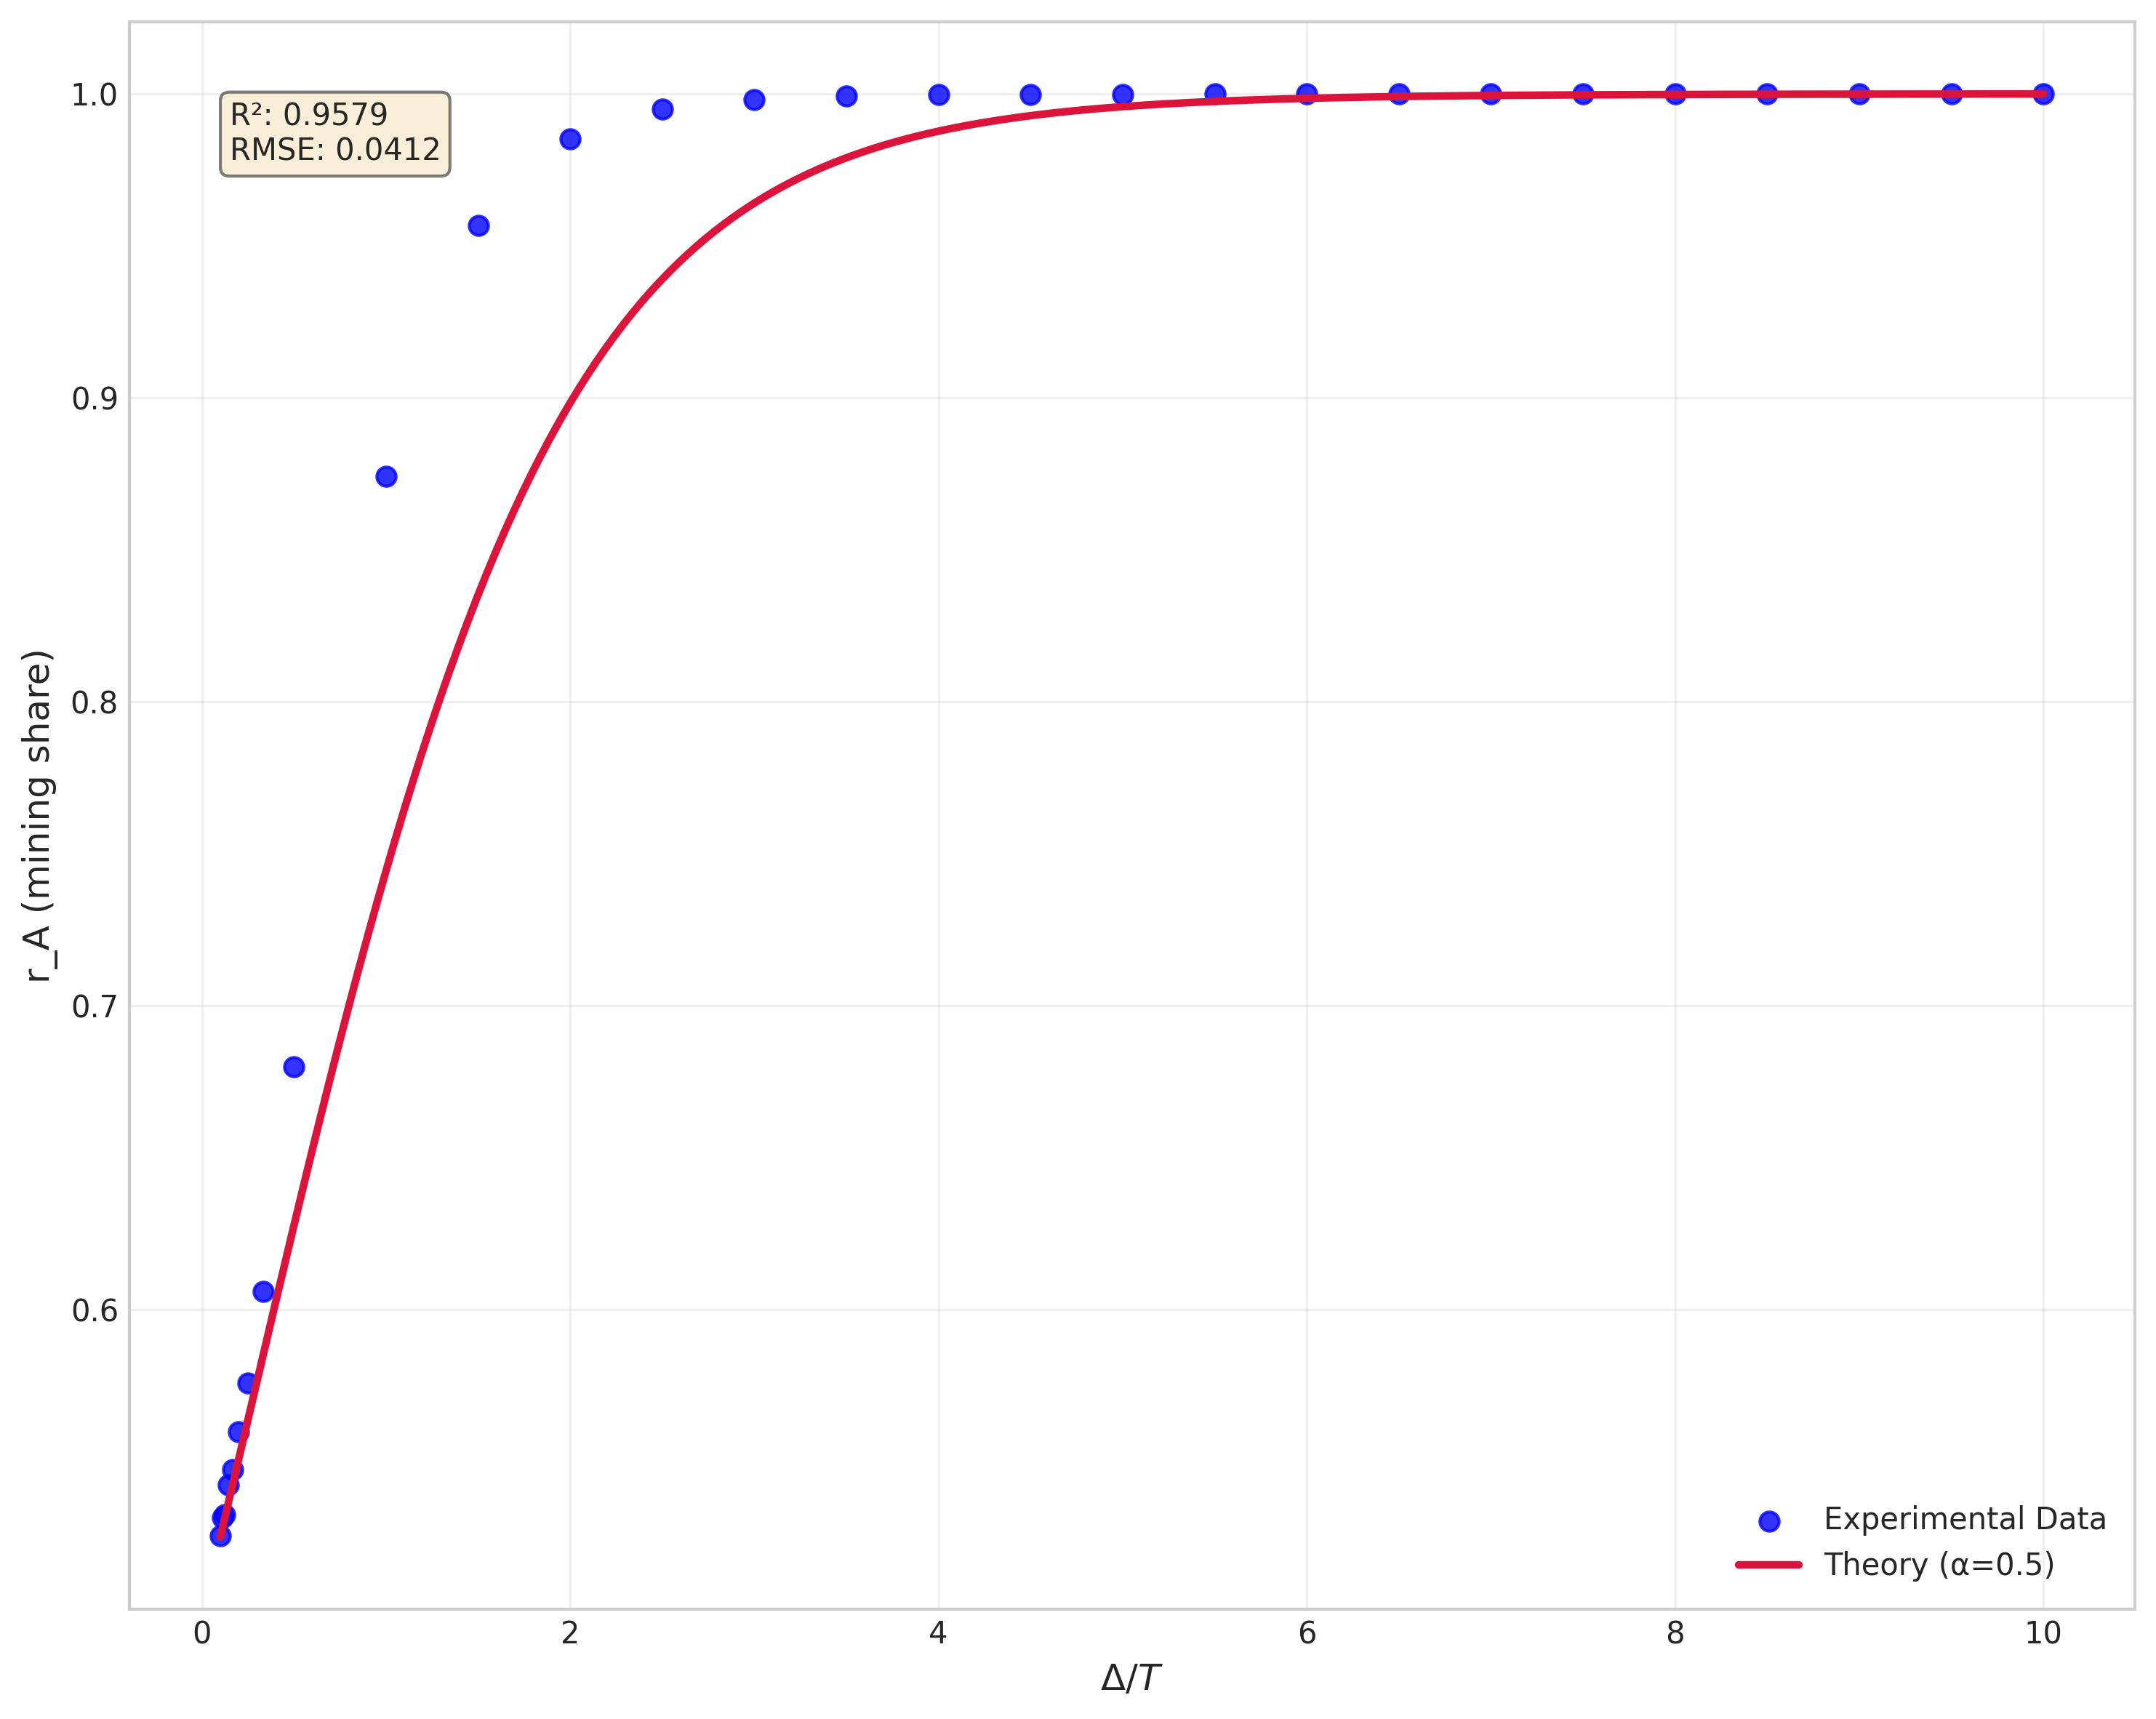 R²: 0.9579
RMSE: 0.0412
1.0
0.9
0.8
0.7
0.6
r_A (mining share)
Experimental Data
Theory (α=0.5)
0 2 4 6 8 10
Δ/T